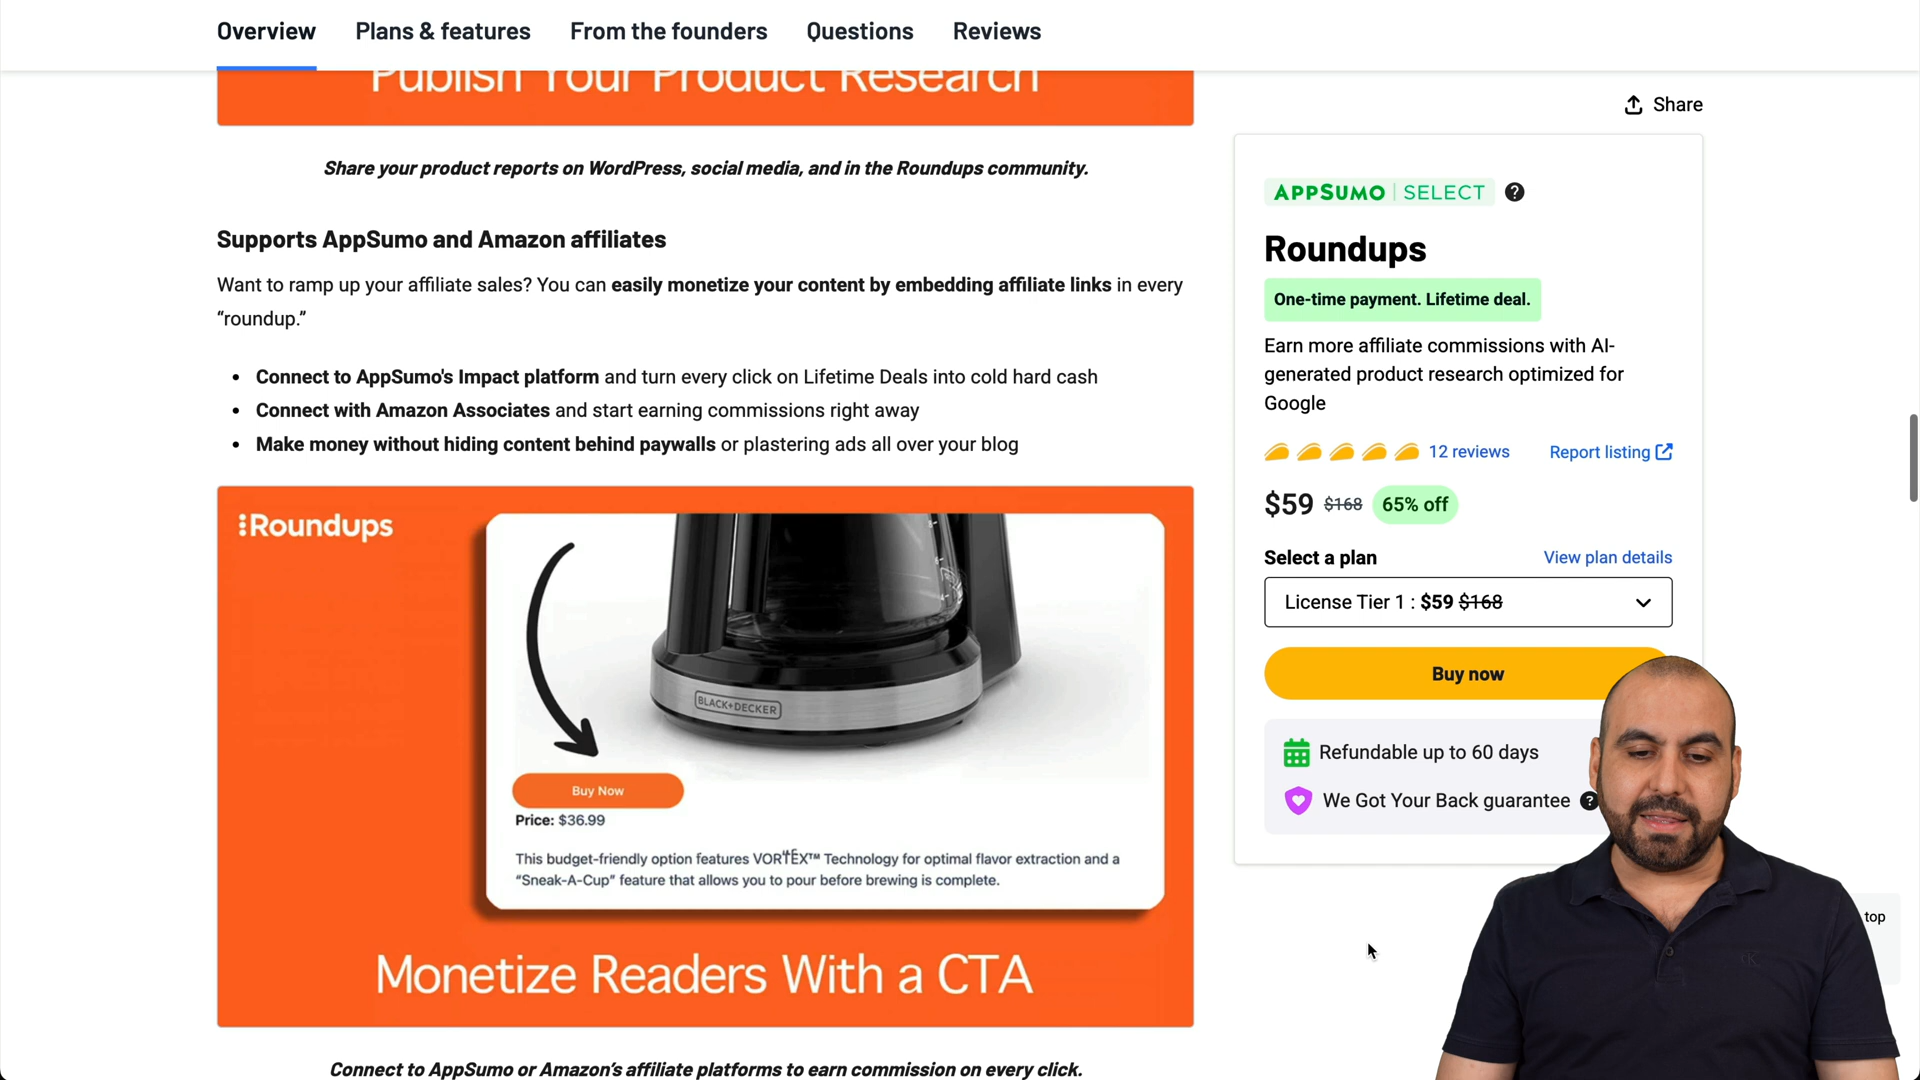 Overview Plans & features From the founders Questions Reviews
Publish Your Product Research
Share
Share your product reports on WordPress, social media, and in the Roundups community.
Supports AppSumo and Amazon affiliates
Want to ramp up your affiliate sales? You can easily monetize your content by embedding affiliate links in every
“roundup.”
• Connect to AppSumo's Impact platform and turn every click on Lifetime Deals into cold hard cash
• Connect with Amazon Associates and start earning commissions right away
• Make money without hiding content behind paywalls or plastering ads all over your blog
Roundups
BLACK+DECKER
Buy Now
Price: $36.99
This budget-friendly option features VORTEX™ Technology for optimal flavor extraction and a
“Sneak-A-Cup” feature that allows you to pour before brewing is complete.
Monetize Readers With a CTA
Connect to AppSumo or Amazon’s affiliate platforms to earn commission on every click.
APPSUMO | SELECT ?
Roundups
One-time payment. Lifetime deal.
Earn more affiliate commissions with AI-
generated product research optimized for
Google
12 reviews Report listing
$59 $168 65% off
Select a plan View plan details
License Tier 1 : $59 $168
Buy now
Refundable up to 60 days
We Got Your Back guarantee ?
top